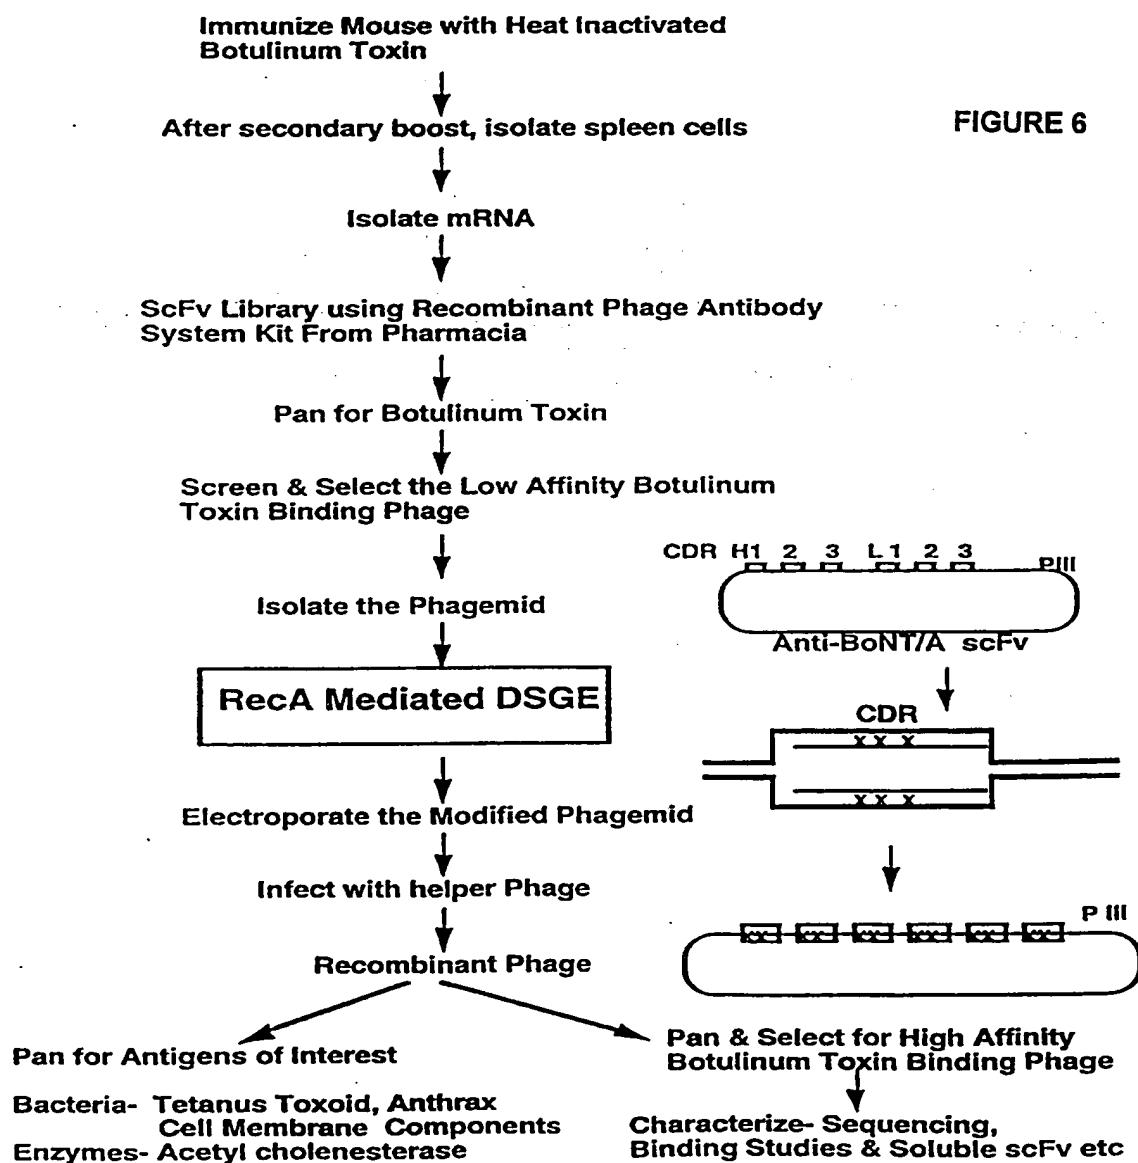 Immunize Mouse with Heat Inactivated
Botulinum Toxin
After secondary boost, isolate spleen cells
FIGURE 6
Isolate mRNA
ScFv Library using Recombinant Phage Antibody
System Kit From Pharmacia
Pan for Botulinum Toxin
Screen & Select the Low Affinity Botulinum
Toxin Binding Phage
Isolate the Phagemid
RecA Mediated DSGE
Electroporate the Modified Phagemid
Infect with helper Phage
Recombinant Phage
CDR H1 2 3 L1 2 3
PIII
Anti-BoNT/A scFv
CDR
x x x
x x x
P III
Pan for Antigens of Interest
Bacteria- Tetanus Toxoid, Anthrax
Cell Membrane Components
Enzymes- Acetyl cholenesterase
Pan & Select for High Affinity
Botulinum Toxin Binding Phage
Characterize- Sequencing,
Binding Studies & Soluble scFv etc